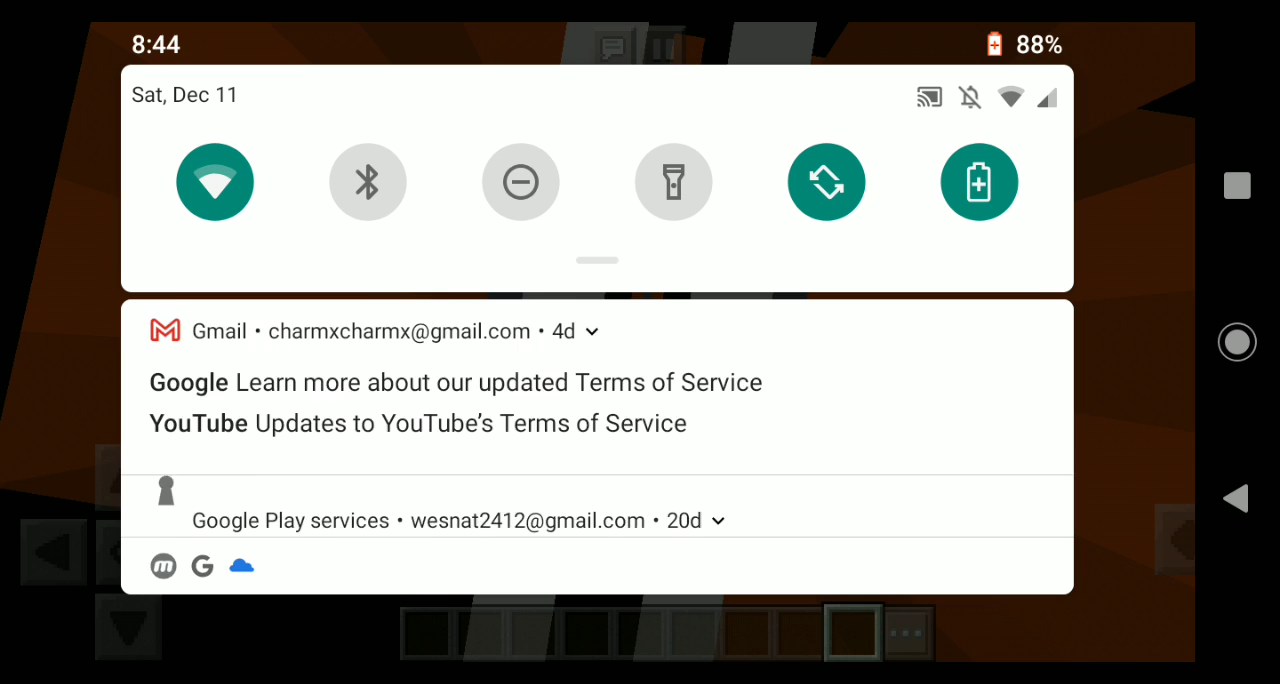 8:44
88%
Sat, Dec 11
Gmail • charmxcharmx@gmail.com • 4d
Google Learn more about our updated Terms of Service
YouTube Updates to YouTube’s Terms of Service
Google Play services • wesnat2412@gmail.com • 20d